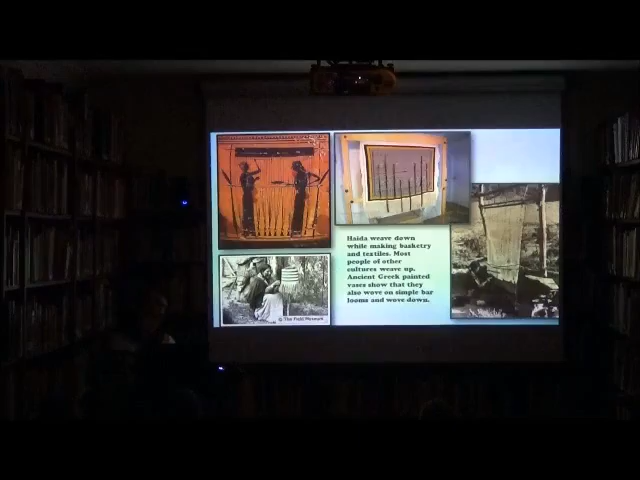 Haida weave down
while making basketry
and textiles. Most
people of other
cultures weave up.
Ancient Greek painted
vases show that they
also wove on simple bar
looms and wove down.
© The Field Museum